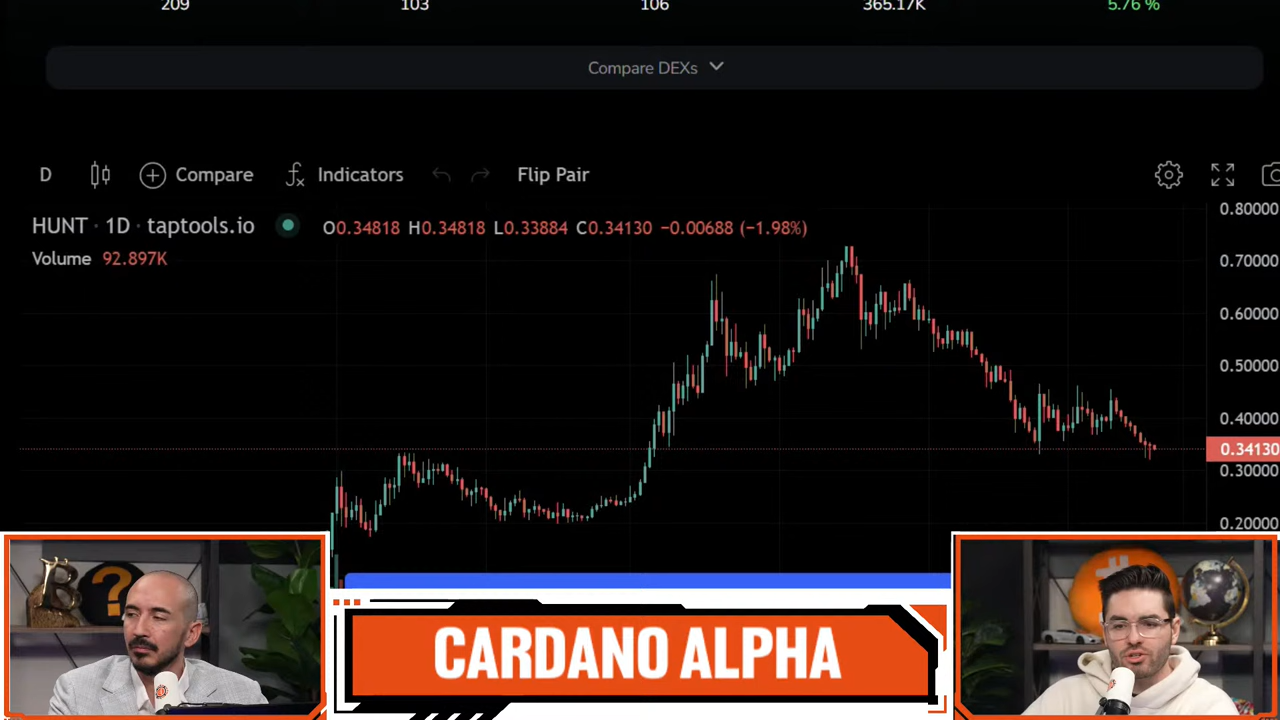 209 103 106 365.17K 5.76 %
Compare DEXs
D Compare Indicators Flip Pair
HUNT · 1D · taptools.io O0.34818 H0.34818 L0.33884 C0.34130 −0.00688 (−1.98%)
Volume 92.897K
0.80000
0.70000
0.60000
0.50000
0.40000
0.34130
0.30000
0.20000
CARDANO ALPHA